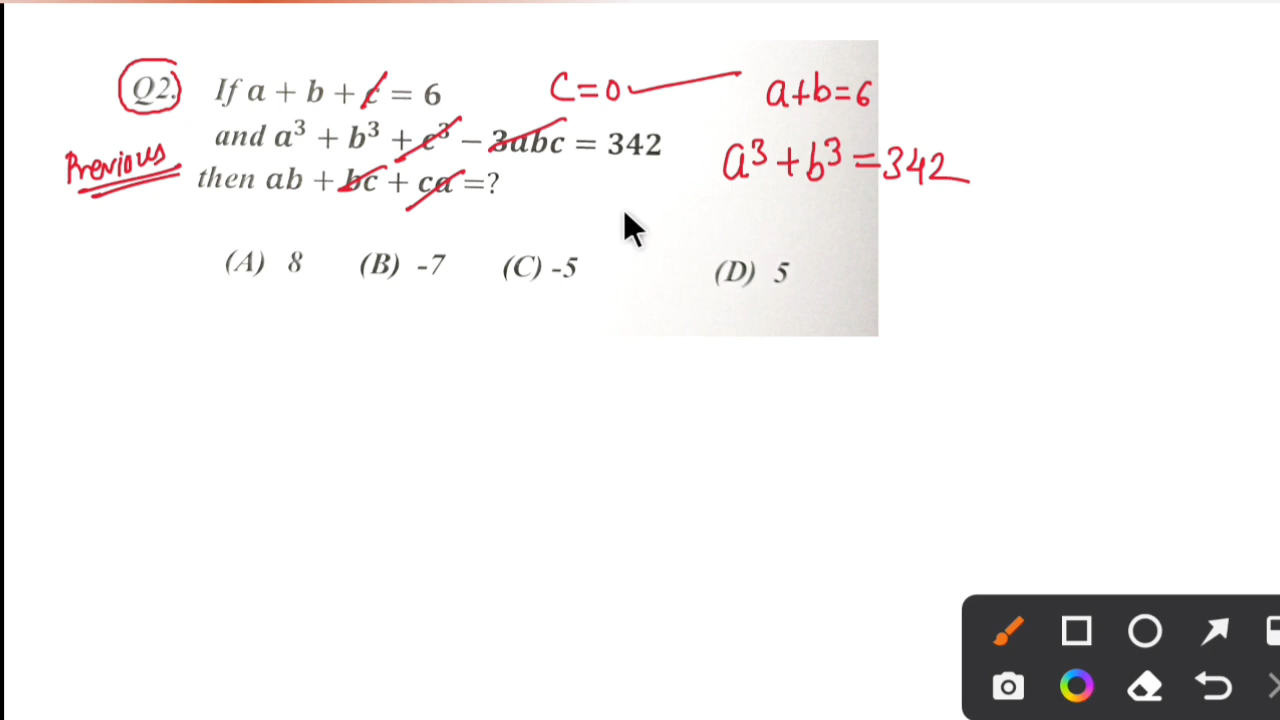 Q2. If a + b + c = 6
c=0
a+b=6
and a³ + b³ + c³ − 3abc = 342
a³+b³=342
Previous
then ab + bc + ca =?
(A) 8 (B) -7 (C) -5 (D) 5